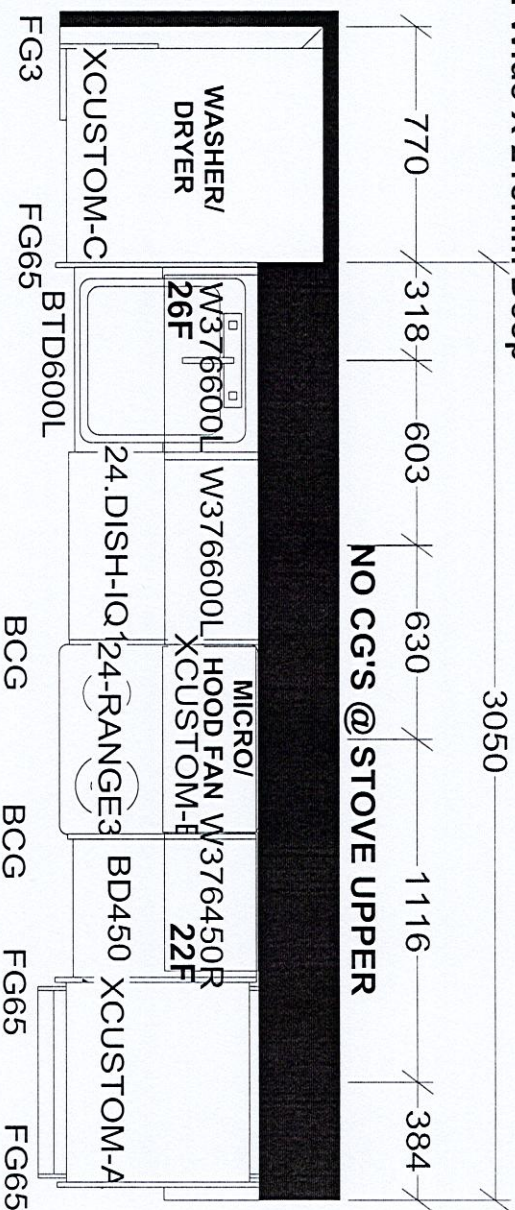 3050
770
318
603
630
1116
384
NO CG'S @ STOVE UPPER
WASHER/
DRYER
MICRO/
HOOD FAN
W376600L
26F
W376600L
XCUSTOM-B
W376450R
22F
XCUSTOM-C
BTD600L
24.DISH-IQ1
24-RANGE3
BD450
XCUSTOM-A
FG3
FG65
BCG
BCG
FG65
FG65